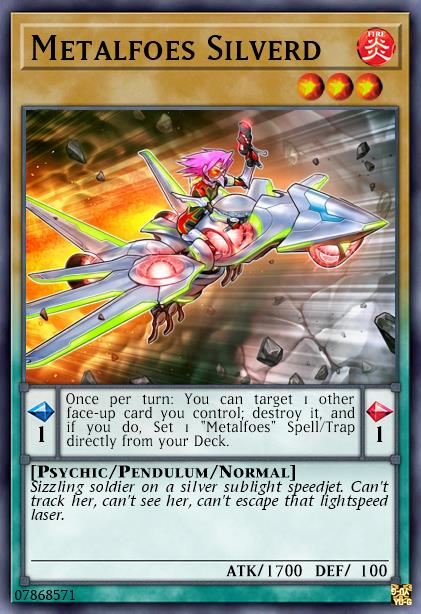 METALFOES SILVERD
FIRE
炎
Once per turn: You can target 1 other
face-up card you control; destroy it, and
if you do, Set 1 "Metalfoes" Spell/Trap
directly from your Deck.
1
1
[PSYCHIC/PENDULUM/NORMAL]
Sizzling soldier on a silver sublight speedjet. Can't
track her, can't see her, can't escape that lightspeed
laser.
ATK/1700 DEF/ 100
07868571